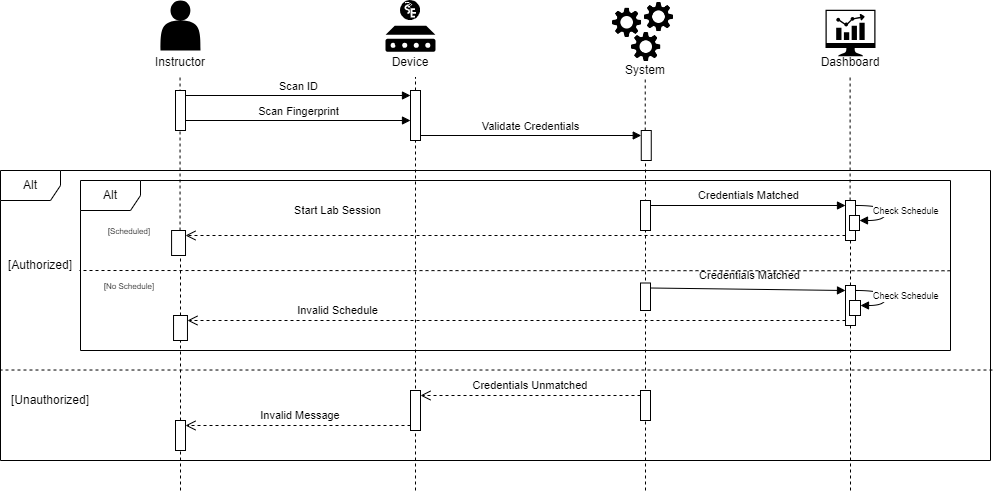 Instructor
Device
System
Dashboard
Scan ID
Scan Fingerprint
Validate Credentials
Alt
Alt
Credentials Matched
Start Lab Session
Check Schedule
[Scheduled]
[Authorized]
Credentials Matched
[No Schedule]
Check Schedule
Invalid Schedule
Credentials Unmatched
[Unauthorized]
Invalid Message